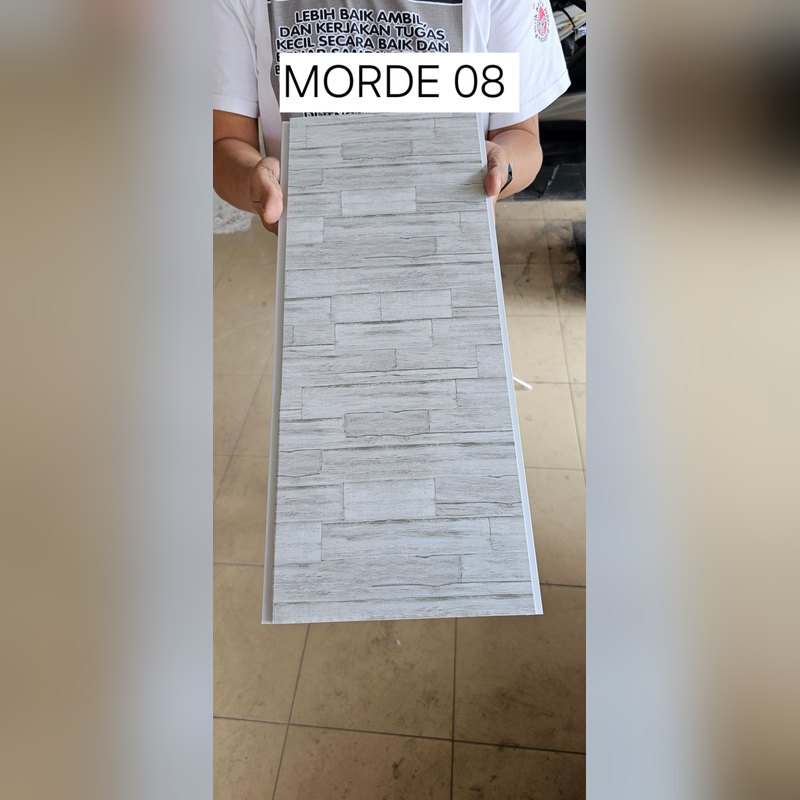 LEBIH BAIK AMBIL,
DAN KERJAKAN TUGAS
KECIL SECARA BAIK DAN
MORDE 08